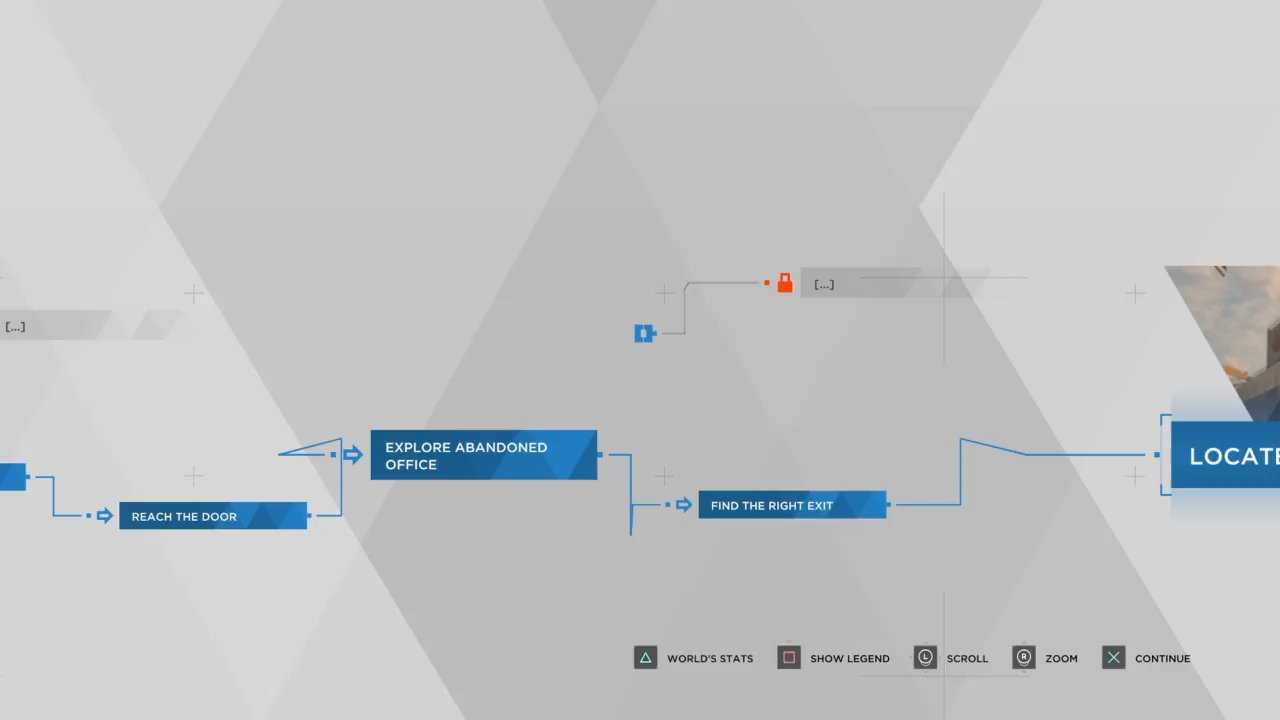 [...]
[...]
EXPLORE ABANDONED
OFFICE
LOCATE
REACH THE DOOR
FIND THE RIGHT EXIT
WORLD'S STATS
SHOW LEGEND
L
SCROLL
R
ZOOM
CONTINUE